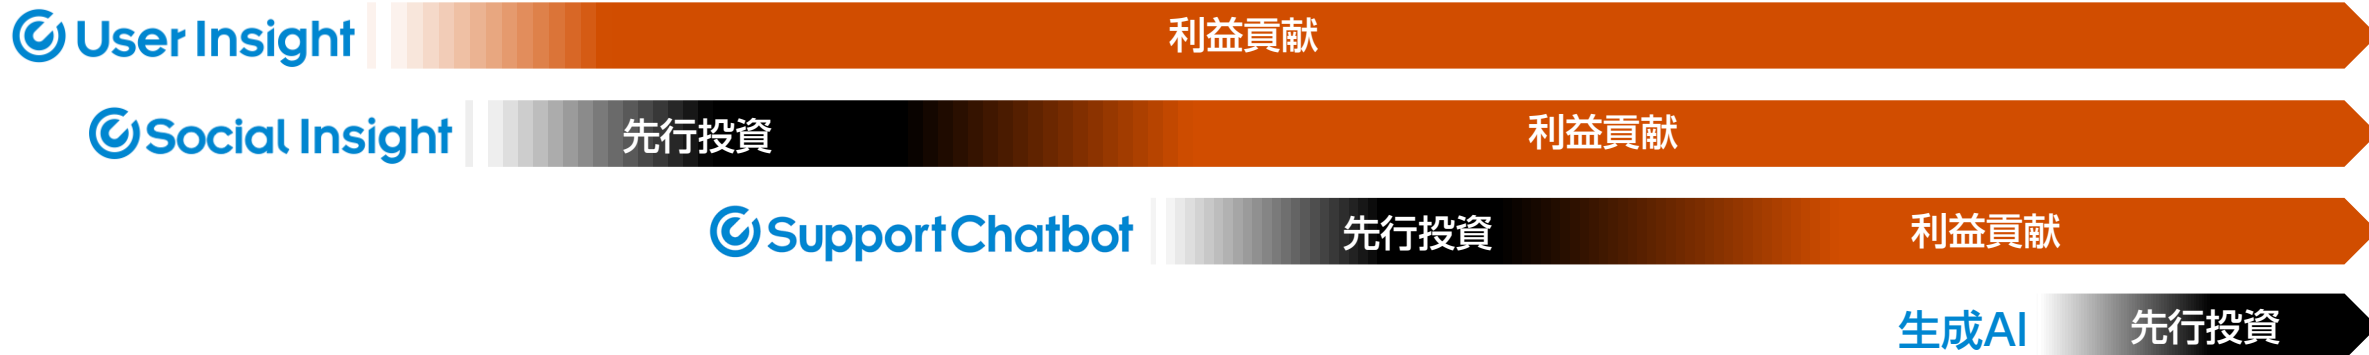 User Insight 利益貢献
Social Insight 先行投資 利益貢献
Support Chatbot 先行投資 利益貢献
生成AI 先行投資